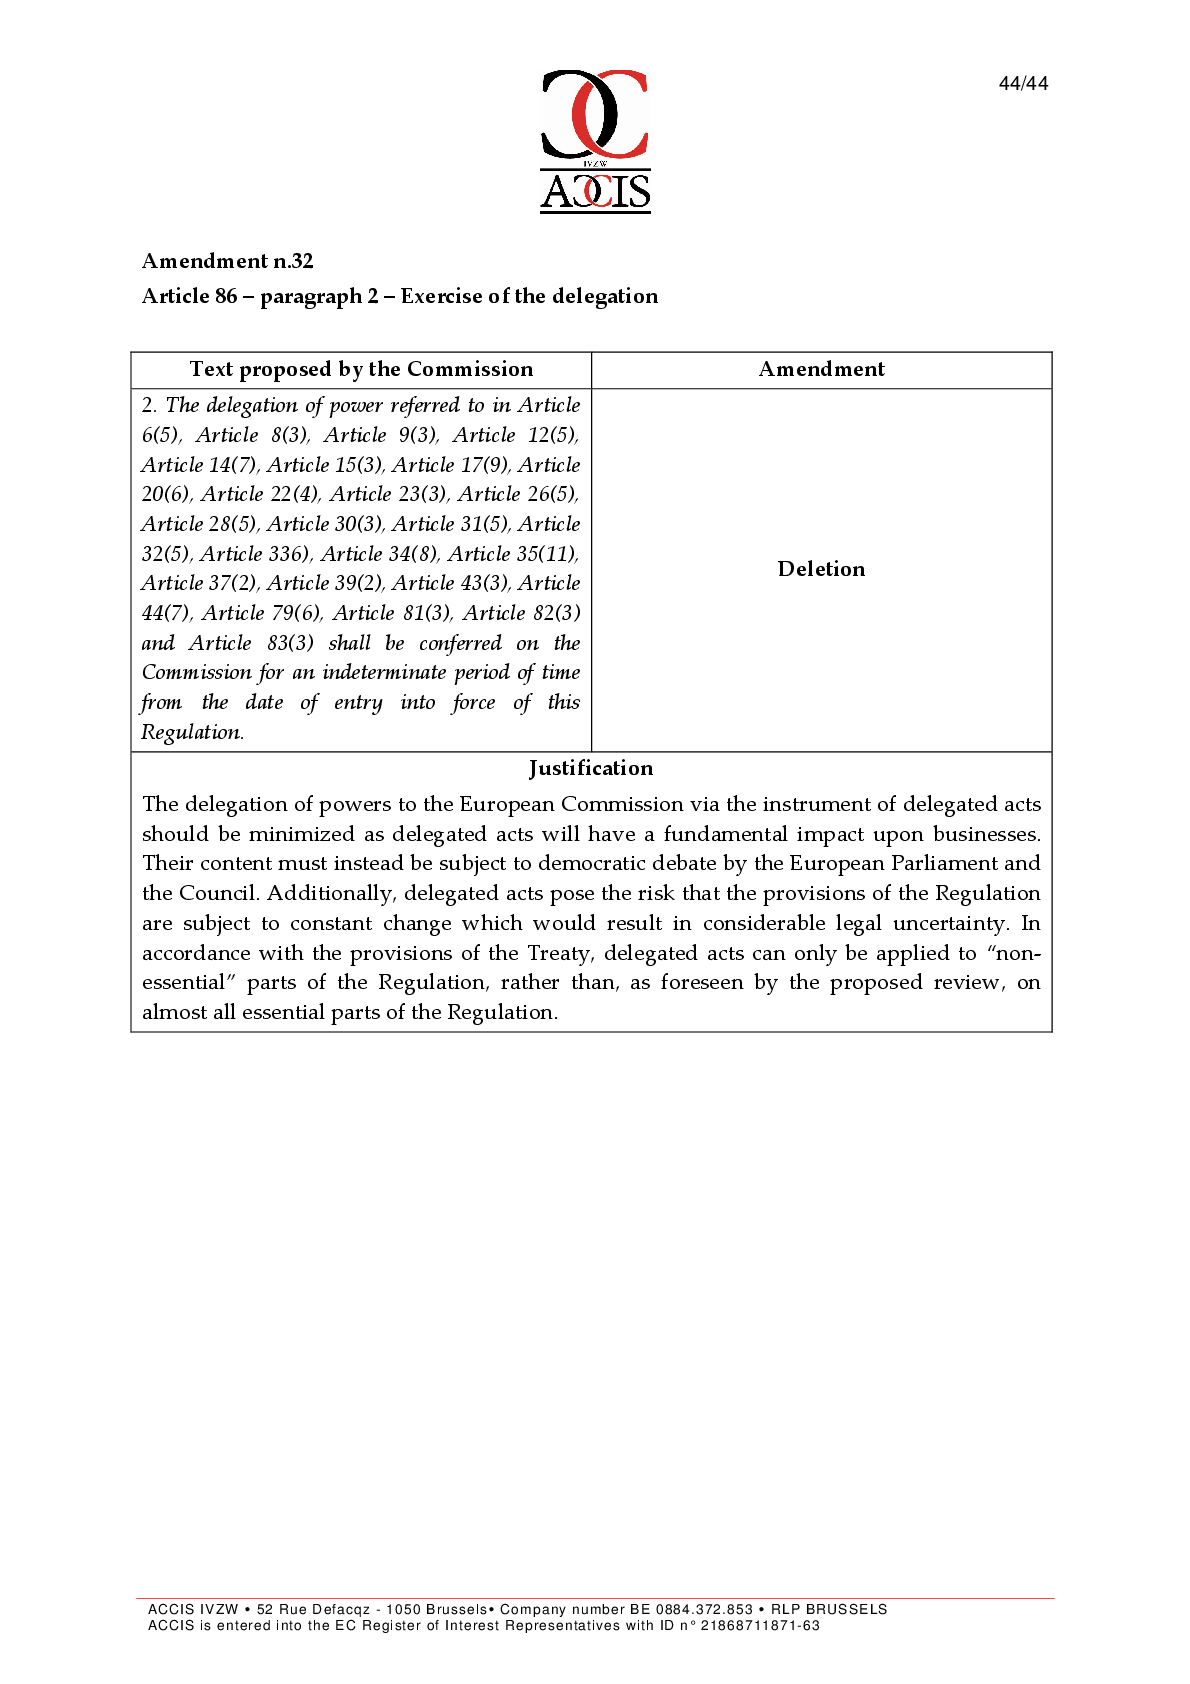 44/44
IVZW
ACCIS
Amendment n.32
Article 86 – paragraph 2 – Exercise of the delegation
Text proposed by the Commission
Amendment
2. The delegation of power referred to in Article
6(5), Article 8(3), Article 9(3), Article 12(5),
Article 14(7), Article 15(3), Article 17(9), Article
20(6), Article 22(4), Article 23(3), Article 26(5),
Article 28(5), Article 30(3), Article 31(5), Article
32(5), Article 336), Article 34(8), Article 35(11),
Article 37(2), Article 39(2), Article 43(3), Article
44(7), Article 79(6), Article 81(3), Article 82(3)
and Article 83(3) shall be conferred on the
Commission for an indeterminate period of time
from the date of entry into force of this
Regulation.
Deletion
Justification
The delegation of powers to the European Commission via the instrument of delegated acts
should be minimized as delegated acts will have a fundamental impact upon businesses.
Their content must instead be subject to democratic debate by the European Parliament and
the Council. Additionally, delegated acts pose the risk that the provisions of the Regulation
are subject to constant change which would result in considerable legal uncertainty. In
accordance with the provisions of the Treaty, delegated acts can only be applied to “non-
essential” parts of the Regulation, rather than, as foreseen by the proposed review, on
almost all essential parts of the Regulation.
ACCIS IVZW • 52 Rue Defacqz - 1050 Brussels• Company number BE 0884.372.853 • RLP BRUSSELS
ACCIS is entered into the EC Register of Interest Representatives with ID n° 21868711871-63